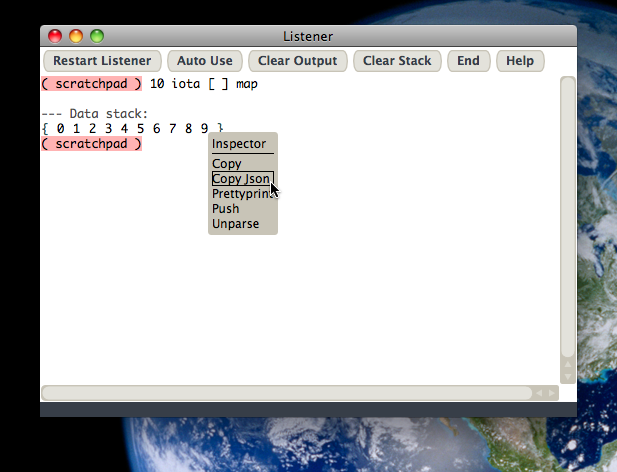 Listener
Restart Listener Auto Use Clear Output Clear Stack End Help
( scratchpad ) 10 iota [ ] map
--- Data stack:
{ 0 1 2 3 4 5 6 7 8 9 }
( scratchpad )
Inspector
Copy
Copy Json
Push
Unparse